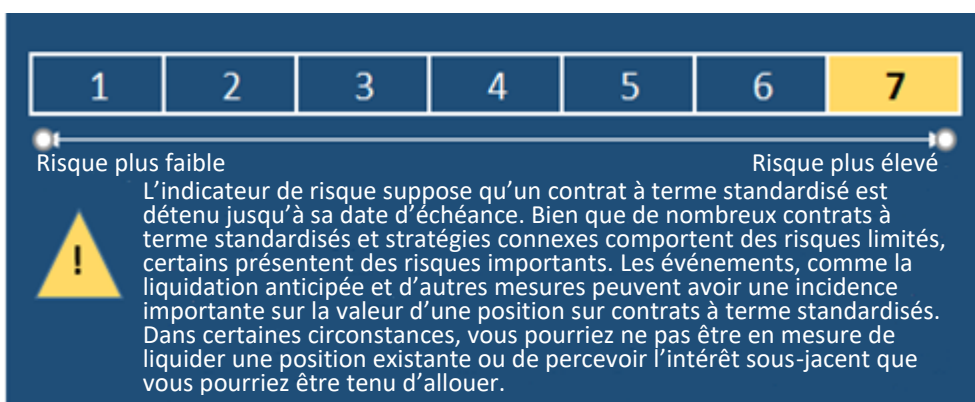 1 2 3 4 5 6 7
Risque plus faible Risque plus élevé
L’indicateur de risque suppose qu’un contrat à terme standardisé est
détenu jusqu’à sa date d’échéance. Bien que de nombreux contrats à
terme standardisés et stratégies connexes comportent des risques limités,
certains présentent des risques importants. Les événements, comme la
liquidation anticipée et d’autres mesures peuvent avoir une incidence
importante sur la valeur d’une position sur contrats à terme standardisés.
Dans certaines circonstances, vous pourriez ne pas être en mesure de
liquider une position existante ou de percevoir l’intérêt sous-jacent que
vous pourriez être tenu d’allouer.
!